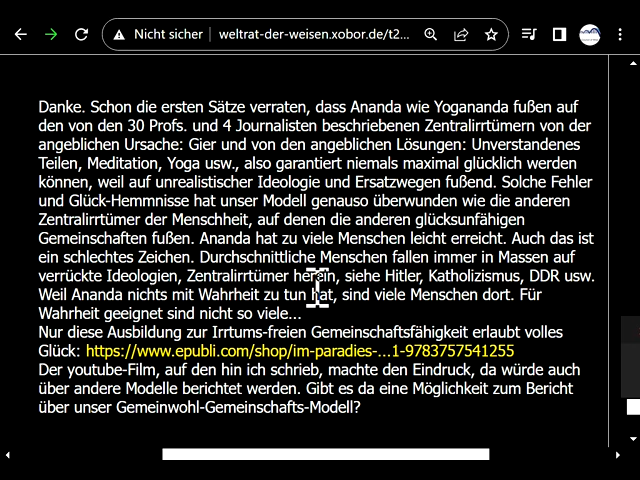 Nicht sicher | weltrat-der-weisen.xobor.de/t2...
Danke. Schon die ersten Sätze verraten, dass Ananda wie Yogananda fußen auf
den von den 30 Profs. und 4 Journalisten beschriebenen Zentralirrtümern von der
angeblichen Ursache: Gier und von den angeblichen Lösungen: Unverstandenes
Teilen, Meditation, Yoga usw., also garantiert niemals maximal glücklich werden
können, weil auf unrealistischer Ideologie und Ersatzwegen fußend. Solche Fehler
und Glück-Hemmnisse hat unser Modell genauso überwunden wie die anderen
Zentralirrtümer der Menschheit, auf denen die anderen glücksunfähigen
Gemeinschaften fußen. Ananda hat zu viele Menschen leicht erreicht. Auch das ist
ein schlechtes Zeichen. Durchschnittliche Menschen fallen immer in Massen auf
verrückte Ideologien, Zentralirrtümer herein, siehe Hitler, Katholizismus, DDR usw.
Weil Ananda nichts mit Wahrheit zu tun hat, sind viele Menschen dort. Für
Wahrheit geeignet sind nicht so viele...
Nur diese Ausbildung zur Irrtums-freien Gemeinschaftsfähigkeit erlaubt volles
Glück: https://www.epubli.com/shop/im-paradies-...1-9783757541255
Der youtube-Film, auf den hin ich schrieb, machte den Eindruck, da würde auch
über andere Modelle berichtet werden. Gibt es da eine Möglichkeit zum Bericht
über unser Gemeinwohl-Gemeinschafts-Modell?